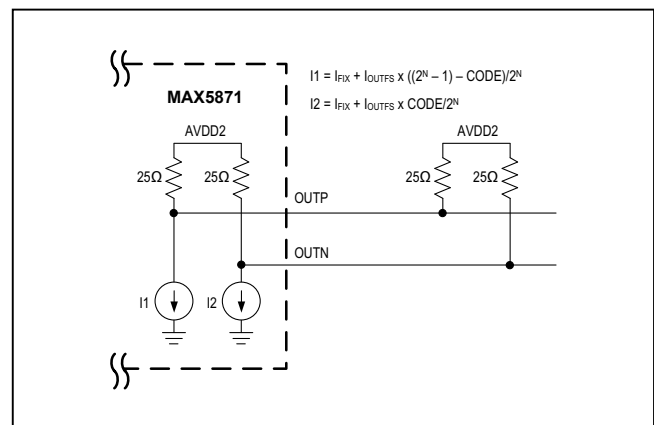 I1 = IFIX + IOUTFS x ((2ᴺ – 1) – CODE)/2ᴺ
MAX5871
I2 = IFIX + IOUTFS x CODE/2ᴺ
AVDD2
AVDD2
25Ω
25Ω
25Ω
25Ω
OUTP
OUTN
I1
I2